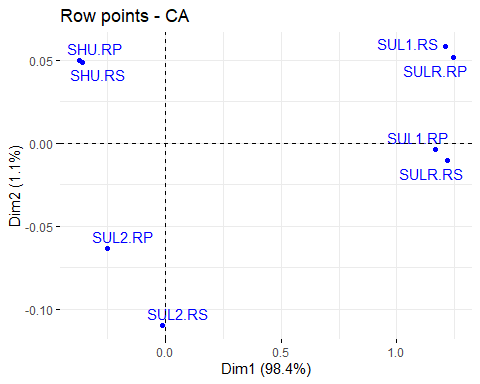 Row points - CA
SUL1.RS
SHU.RP
SULR.RP
SHU.RS
SUL1.RP
SULR.RS
SUL2.RP
SUL2.RS
0.05
0.00
-0.05
-0.10
Dim2 (1.1%)
0.0
0.5
1.0
Dim1 (98.4%)